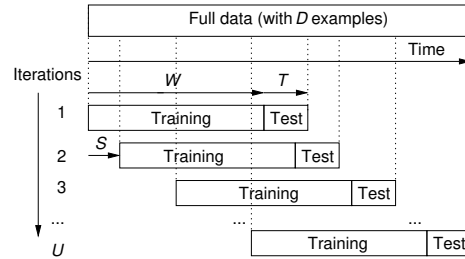 Full data (with D examples)
Time
Iterations
W T
1 Training Test
S
2 Training Test
3 Training Test
... ... ...
U Training Test